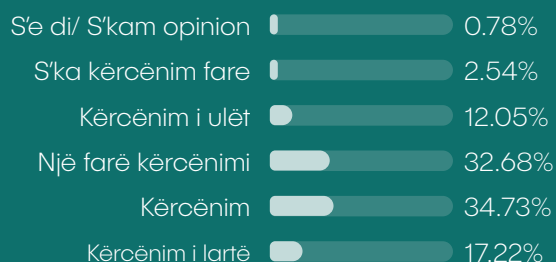 S'e di/ S'kam opinion 0.78%
S'ka kërcënim fare 2.54%
Kërcënim i ulët 12.05%
Një farë kërcënimi 32.68%
Kërcënim 34.73%
Kërcënim i lartë 17.22%